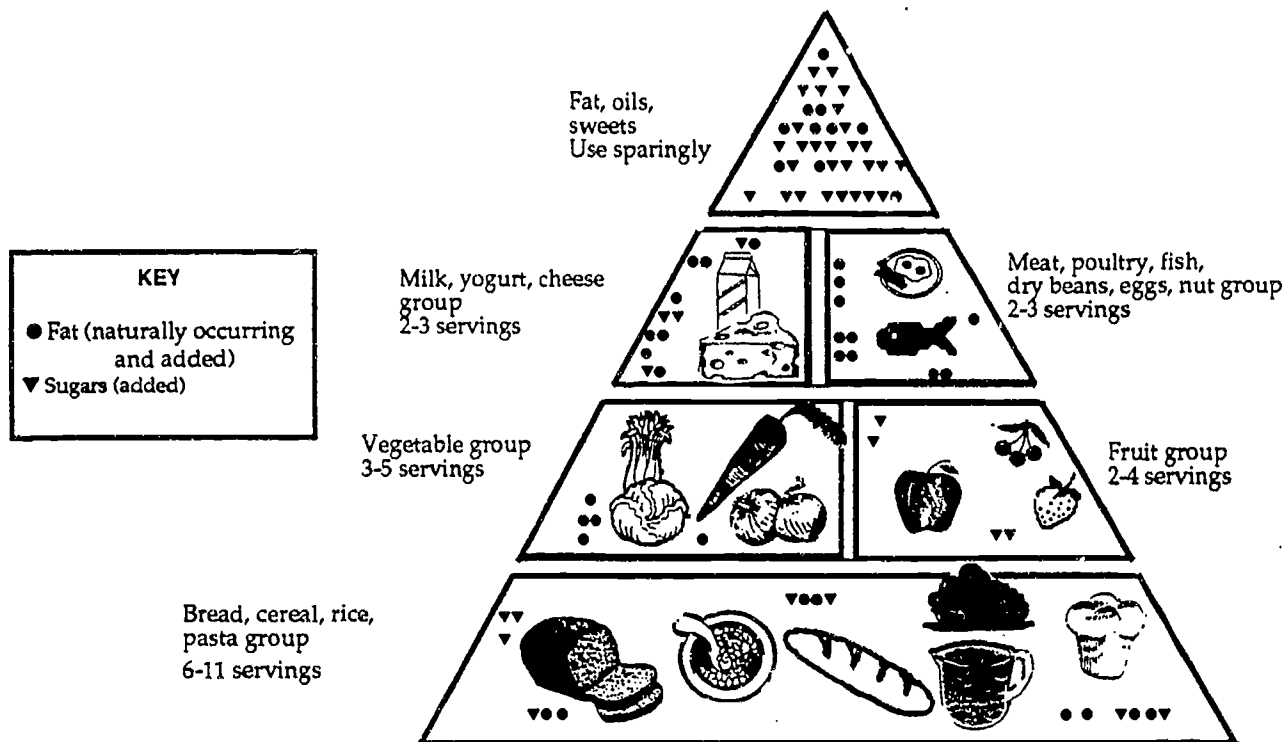 Fat, oils,
sweets
Use sparingly
KEY
Fat (naturally occurring
and added)
Sugars (added)
Milk, yogurt, cheese
group
2-3 servings
Meat, poultry, fish,
dry beans, eggs, nut group
2-3 servings
Vegetable group
3-5 servings
Fruit group
2-4 servings
Bread, cereal, rice,
pasta group
6-11 servings